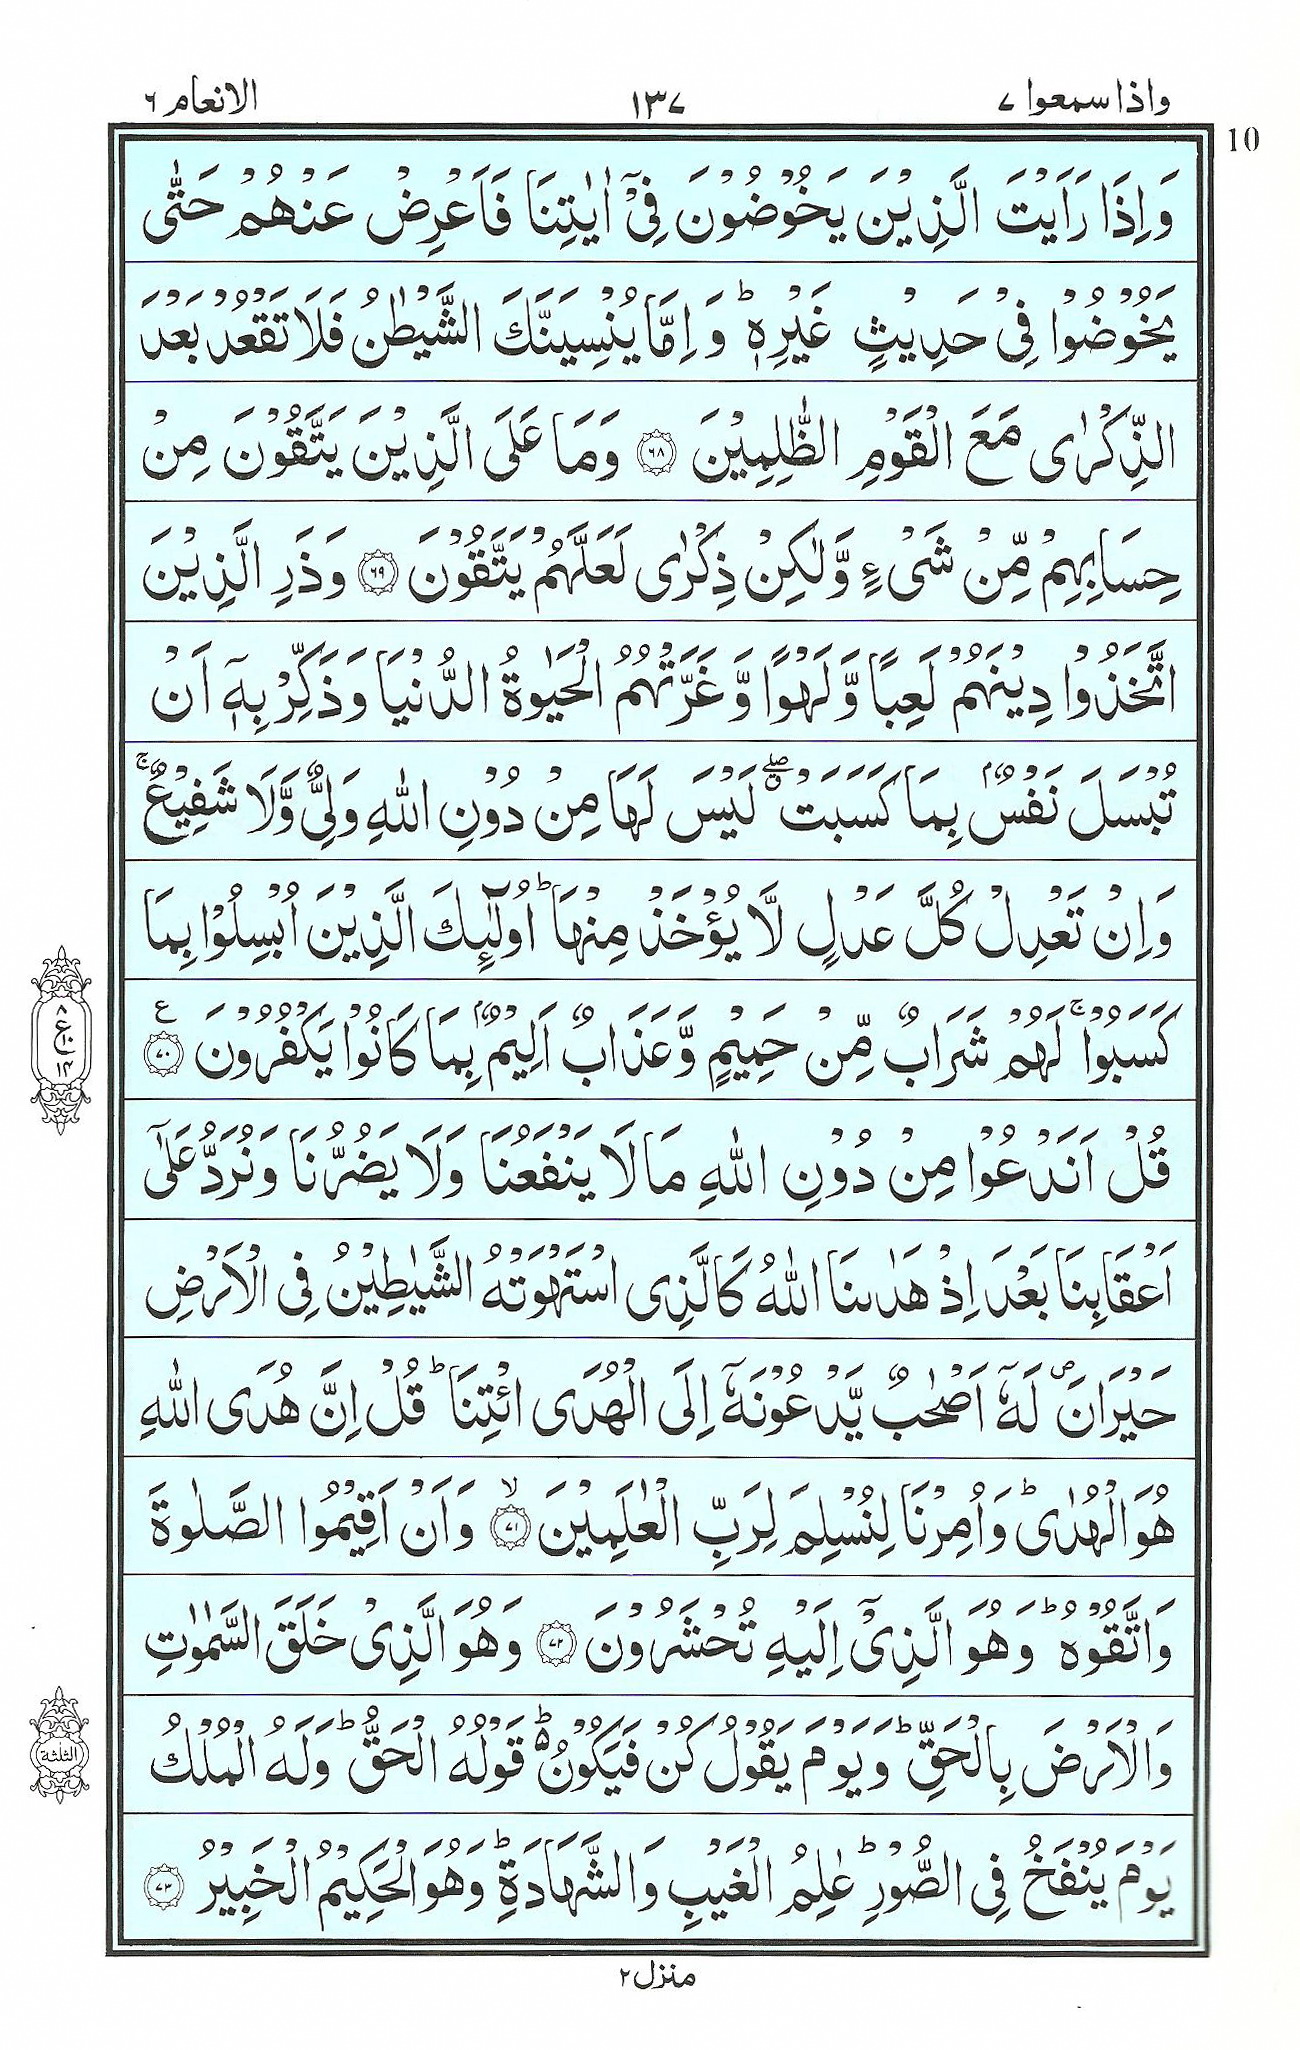 واذا سمعوا ٧
١٣٧
الانعام ٦
10
وَاِذَا رَاَيْتَ الَّذِيْنَ يَخُوْضُوْنَ فِيْۤ اٰيٰتِنَا فَاَعْرِضْ عَنْهُمْ حَتّٰى
يَخُوْضُوْا فِيْ حَدِيْثٍ غَيْرِهٖ ؕ وَ اِمَّا يُنْسِيَنَّكَ الشَّيْطٰنُ فَلَا تَقْعُدْ بَعْدَ
الذِّكْرٰى مَعَ الْقَوْمِ الظّٰلِمِيْنَ ۝٦٨ وَمَا عَلَى الَّذِيْنَ يَتَّقُوْنَ مِنْ
حِسَابِهِمْ مِّنْ شَيْءٍ وَّلٰكِنْ ذِكْرٰى لَعَلَّهُمْ يَتَّقُوْنَ ۝٦٩ وَذَرِ الَّذِيْنَ
اتَّخَذُوْا دِيْنَهُمْ لَعِبًا وَّلَهْوًا وَّغَرَّتْهُمُ الْحَيٰوةُ الدُّنْيَا وَذَكِّرْ بِهٖۤ اَنْ
تُبْسَلَ نَفْسٌۢ بِمَا كَسَبَتْ ۖ لَيْسَ لَهَا مِنْ دُوْنِ اللّٰهِ وَلِيٌّ وَّلَا شَفِيْعٌ ۚ
وَاِنْ تَعْدِلْ كُلَّ عَدْلٍ لَّا يُؤْخَذْ مِنْهَا ؕ اُولٰٓئِكَ الَّذِيْنَ اُبْسِلُوْا بِمَا
كَسَبُوْا ۚ لَهُمْ شَرَابٌ مِّنْ حَمِيْمٍ وَّعَذَابٌ اَلِيْمٌۢ بِمَا كَانُوْا يَكْفُرُوْنَ ۝٧٠ ع
٨
ع ١٠
١٤
قُلْ اَنَدْعُوْا مِنْ دُوْنِ اللّٰهِ مَا لَا يَنْفَعُنَا وَلَا يَضُرُّنَا وَنُرَدُّ عَلٰۤى
اَعْقَابِنَا بَعْدَ اِذْ هَدٰىنَا اللّٰهُ كَالَّذِى اسْتَهْوَتْهُ الشَّيٰطِيْنُ فِى الْاَرْضِ
حَيْرَانَ ۪ لَهٗۤ اَصْحٰبٌ يَّدْعُوْنَهٗۤ اِلَى الْهُدَى ائْتِنَا ؕ قُلْ اِنَّ هُدَى اللّٰهِ
هُوَ الْهُدٰى ؕ وَاُمِرْنَا لِنُسْلِمَ لِرَبِّ الْعٰلَمِيْنَ ۙ ۝٧١ وَاَنْ اَقِيْمُوا الصَّلٰوةَ
وَاتَّقُوْهُ ؕ وَهُوَ الَّذِيْۤ اِلَيْهِ تُحْشَرُوْنَ ۝٧٢ وَهُوَ الَّذِيْ خَلَقَ السَّمٰوٰتِ
وَالْاَرْضَ بِالْحَقِّ ؕ وَيَوْمَ يَقُوْلُ كُنْ فَيَكُوْنُ ؕ۬ قَوْلُهُ الْحَقُّ ؕ وَلَهُ الْمُلْكُ
الثلثة
يَوْمَ يُنْفَخُ فِى الصُّوْرِ ؕ عٰلِمُ الْغَيْبِ وَالشَّهَادَةِ ؕ وَهُوَ الْحَكِيْمُ الْخَبِيْرُ ۝٧٣
منزل ٢